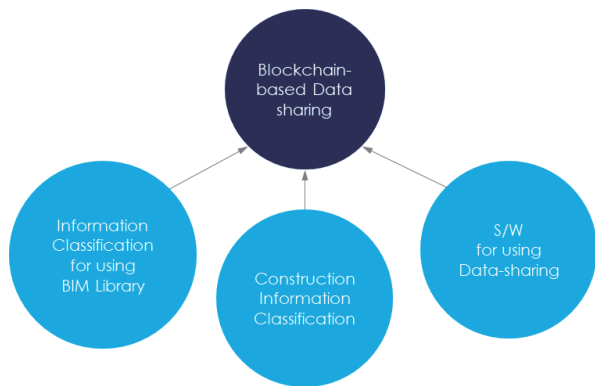 Blockchain-
based Data
sharing
Information
Classification
for using
BIM Library
Construction
Information
Classification
S/W
for using
Data-sharing